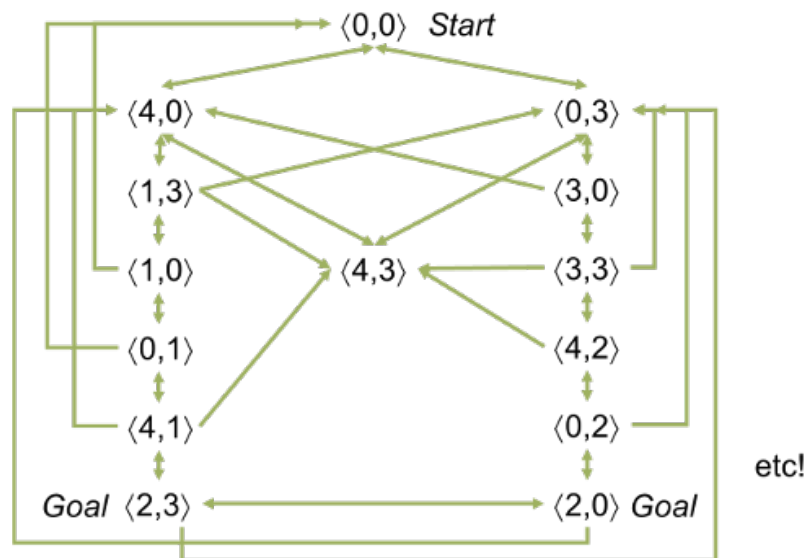 ⟨0,0⟩ Start
⟨4,0⟩ ⟨0,3⟩
⟨1,3⟩ ⟨3,0⟩
⟨1,0⟩ ⟨4,3⟩ ⟨3,3⟩
⟨0,1⟩ ⟨4,2⟩
⟨4,1⟩ ⟨0,2⟩
etc!
Goal ⟨2,3⟩ ⟨2,0⟩ Goal